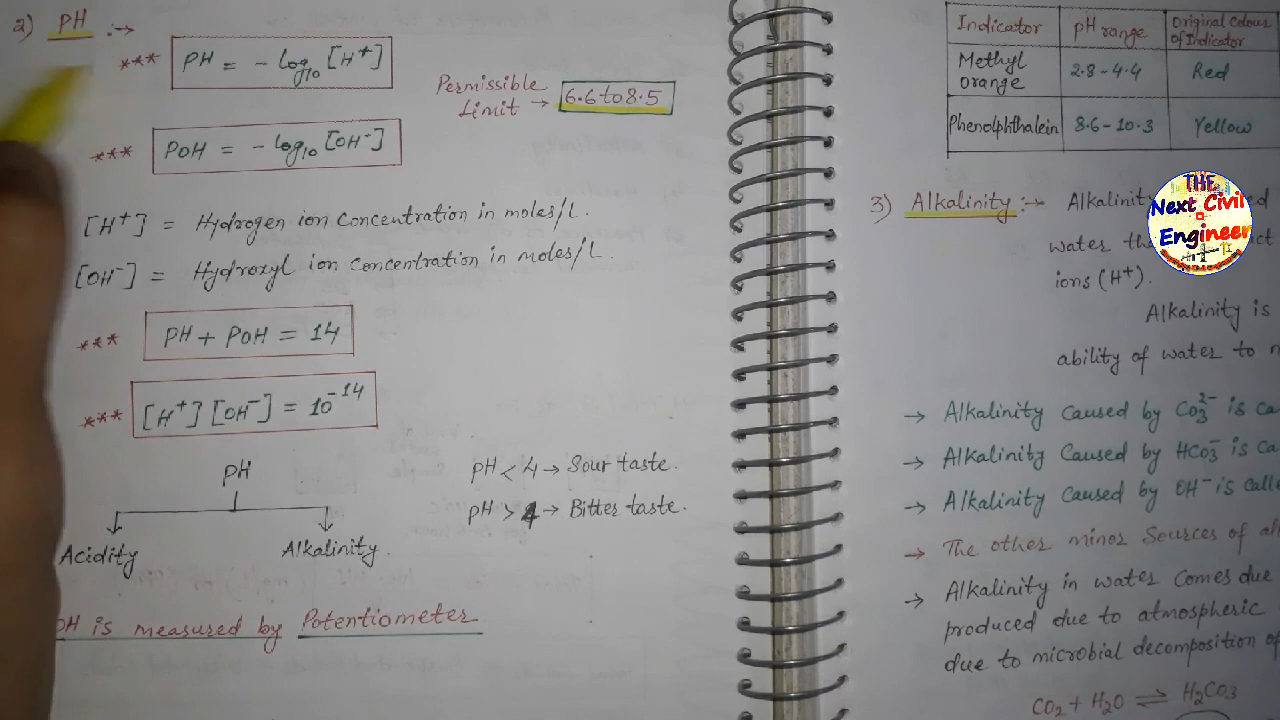 2) PH :→
*** PH = - log10 [H+]
Permissible
Limit → 6.6 to 8.5
*** POH = - log10 [OH-]
[H+] = Hydrogen ion Concentration in moles/L.
[OH-] = Hydroxyl ion Concentration in moles/L.
*** PH + POH = 14
*** [H+] [OH-] = 10^-14
PH
Acidity Alkalinity.
pH < 4 → Sour taste.
pH > 4 → Bitter taste.
PH is measured by Potentiometer
Indicator pH range Original Colour of Indicator
Methyl orange 2.8 - 4.4 Red
Phenolphthalein 8.6 - 10.3 Yellow
3) Alkalinity :→ Alkalinity
water
ions (H+).
Alkalinity is
ability of water to
→ Alkalinity Caused by CO3^2- is
→ Alkalinity Caused by HCO3^- is
→ Alkalinity Caused by OH- is
→ The other minor Sources of
→ Alkalinity in water Comes due
produced due to atmospheric
due to microbial decomposition of
CO2 + H2O ⇌ H2CO3
THE
Next Civil
Engineer